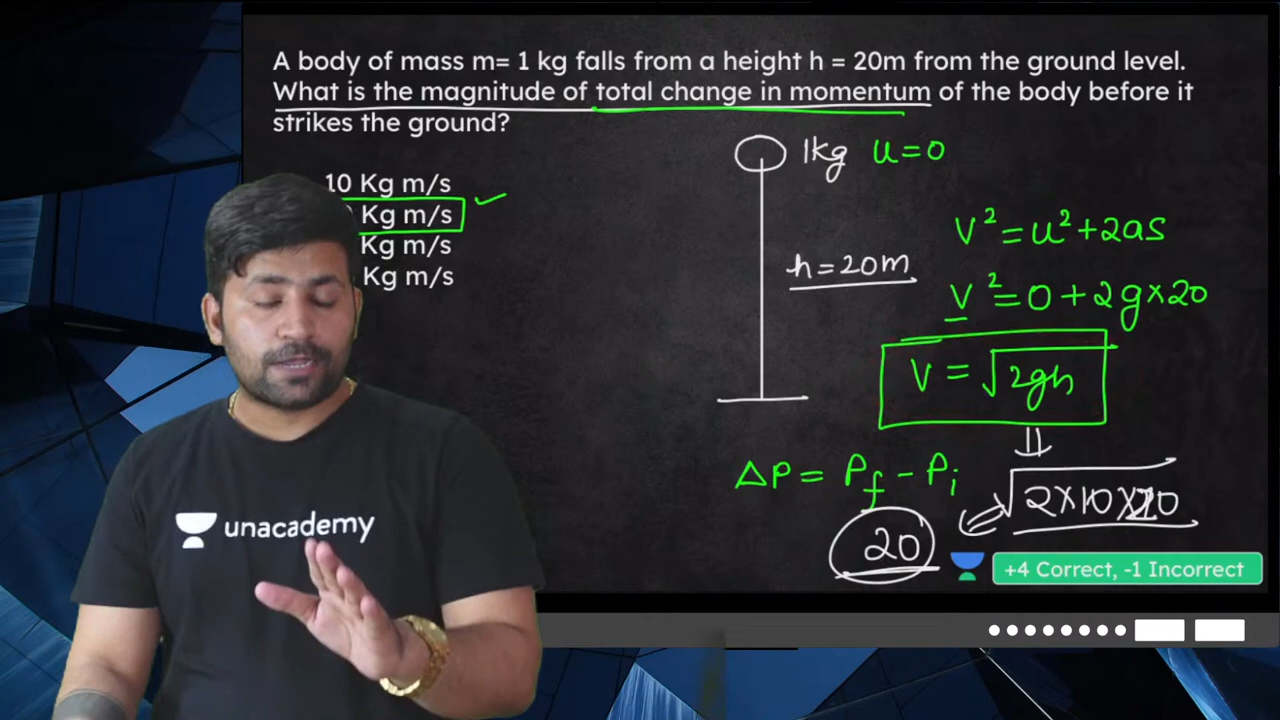 A body of mass m= 1 kg falls from a height h = 20m from the ground level.
What is the magnitude of total change in momentum of the body before it
strikes the ground?
10 Kg m/s
Kg m/s
Kg m/s
Kg m/s
1kg u=0
h=20m
V²=u²+2as
V²=0+2g×20
V = √2gh
ΔP = Pf - Pi
√2×10×20
20
unacademy
+4 Correct, -1 Incorrect